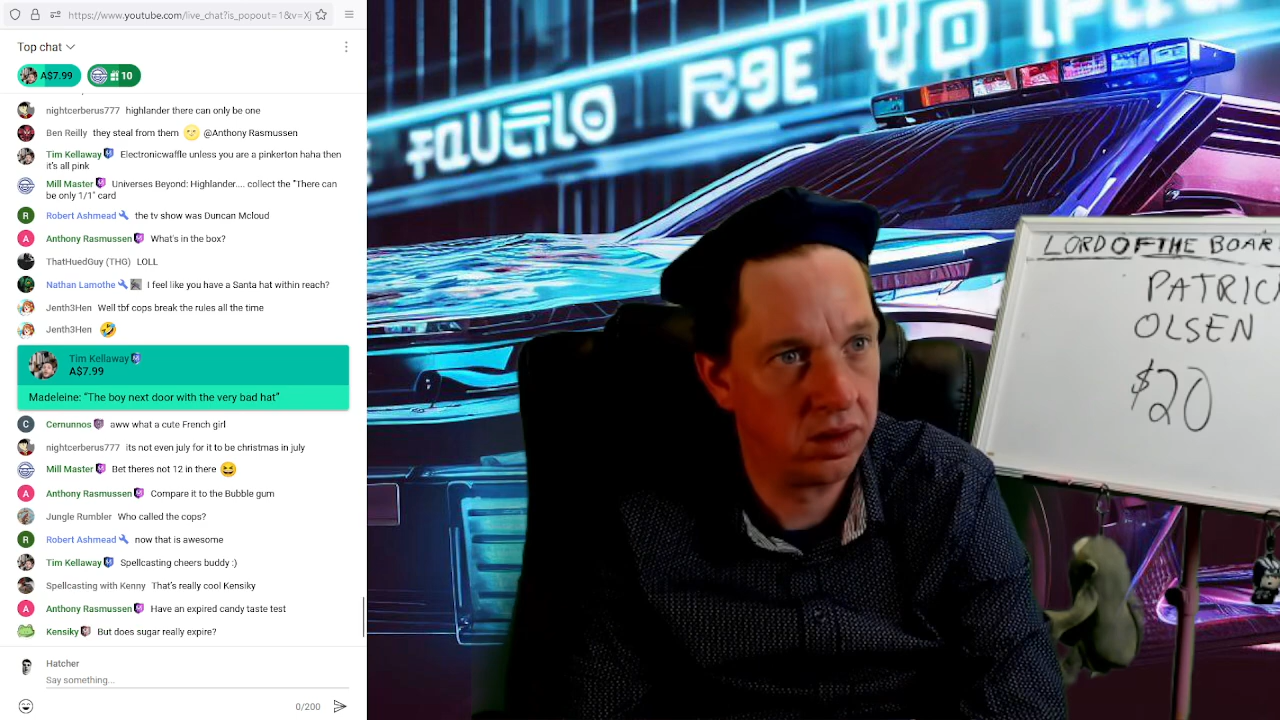 https://www.youtube.com/live_chat?is_popout=1&v=Xj
Top chat
A$7.99
10
nightcerberus777 highlander there can only be one
Ben Reilly they steal from them @Anthony Rasmussen
Tim Kellaway Electronicwaffle unless you are a pinkerton haha then
it's all pink
Mill Master Universes Beyond: Highlander.... collect the "There can
be only 1/1" card
R Robert Ashmead the tv show was Duncan Mcloud
A Anthony Rasmussen What's in the box?
ThatHuedGuy (THG) LOLL
Nathan Lamothe I feel like you have a Santa hat within reach?
Jenth3Hen Well tbf cops break the rules all the time
Jenth3Hen
Tim Kellaway
A$7.99
Madeleine: "The boy next door with the very bad hat"
C Cernunnos aww what a cute French girl
nightcerberus777 its not even july for it to be christmas in july
Mill Master Bet theres not 12 in there
A Anthony Rasmussen Compare it to the Bubble gum
Jungle Rumbler Who called the cops?
R Robert Ashmead now that is awesome
Tim Kellaway Spellcasting cheers buddy :)
Spellcasting with Kenny That's really cool Kensiky
A Anthony Rasmussen Have an expired candy taste test
Kensiky But does sugar really expire?
Hatcher
Say something...
0/200
LORD OF THE BOAR
PATRIC
OLSEN
$20